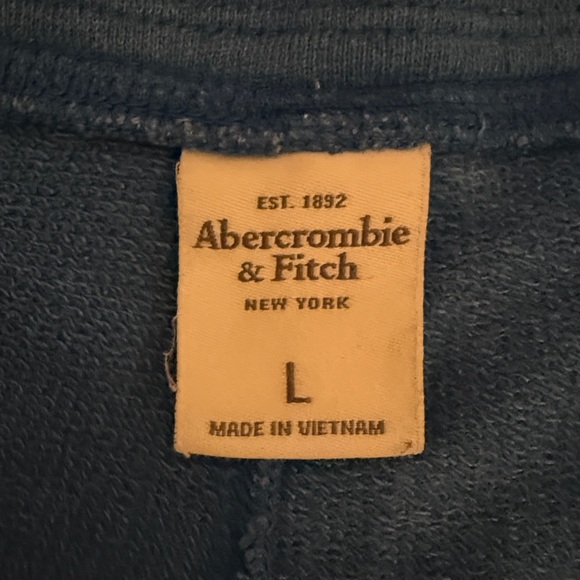 EST. 1892
Abercrombie
& Fitch
NEW YORK
L
MADE IN VIETNAM